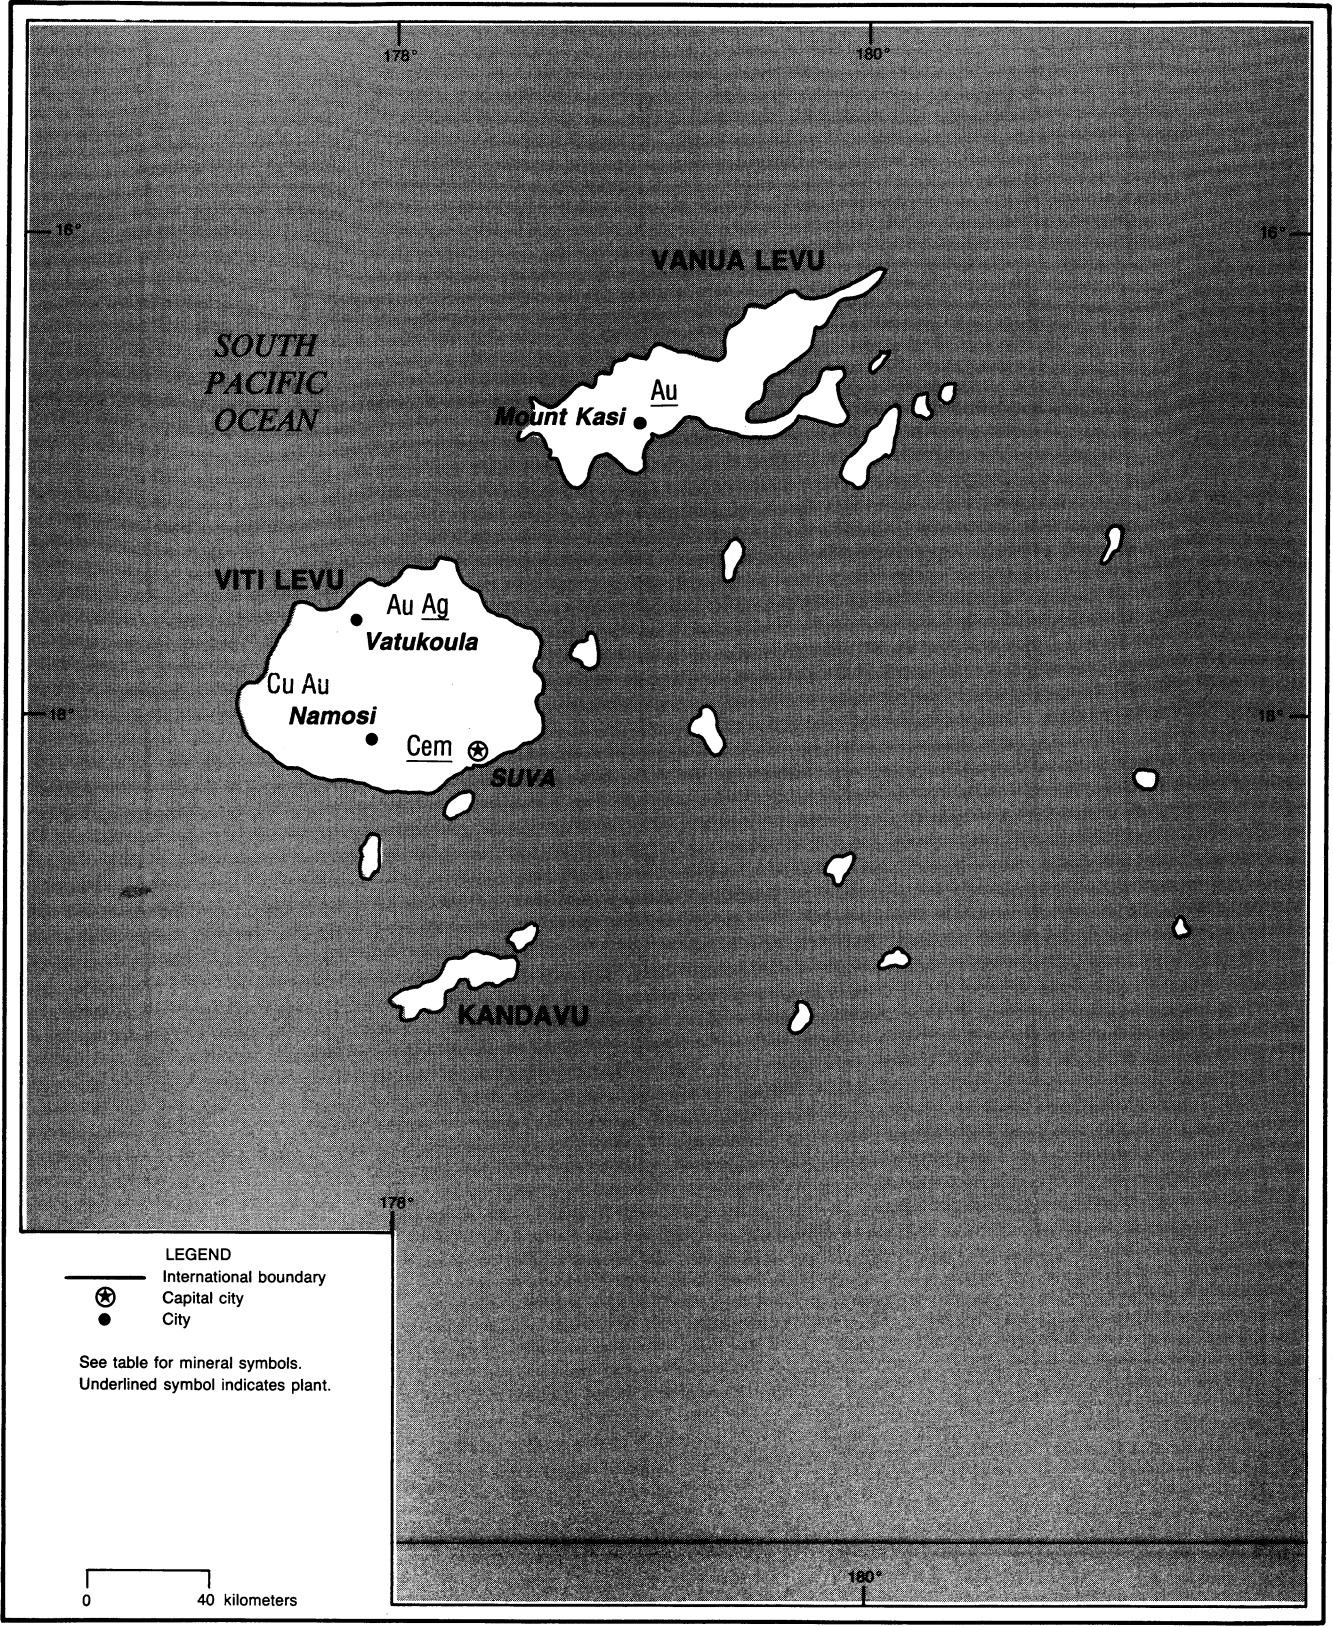 178° 180°
16° 16°
VANUA LEVU
SOUTH
PACIFIC
OCEAN
Au
Mount Kasi
VITI LEVU
Au Ag
Vatukoula
Cu Au
Namosi
18° 18°
Cem
SUVA
KANDAVU
178°
LEGEND
International boundary
Capital city
City
See table for mineral symbols.
Underlined symbol indicates plant.
0 40 kilometers
180°